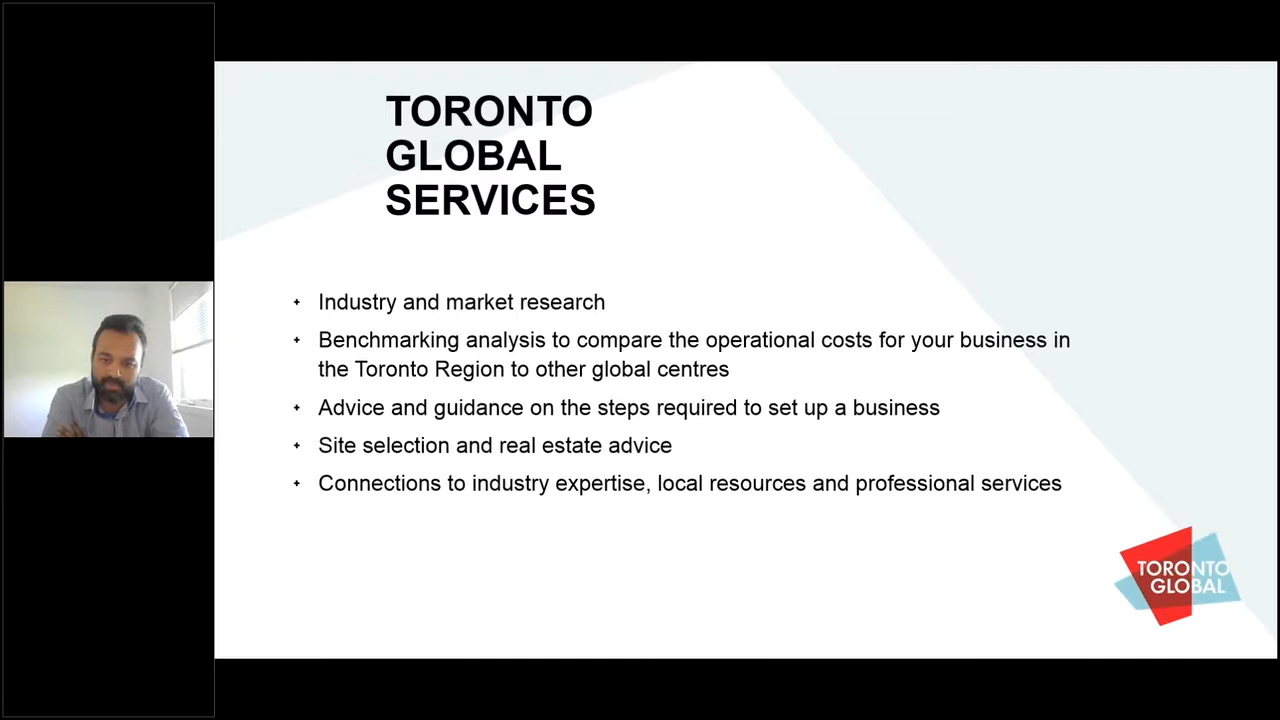 TORONTO
GLOBAL
SERVICES
Industry and market research
Benchmarking analysis to compare the operational costs for your business in
the Toronto Region to other global centres
Advice and guidance on the steps required to set up a business
Site selection and real estate advice
Connections to industry expertise, local resources and professional services
TORONTO
GLOBAL